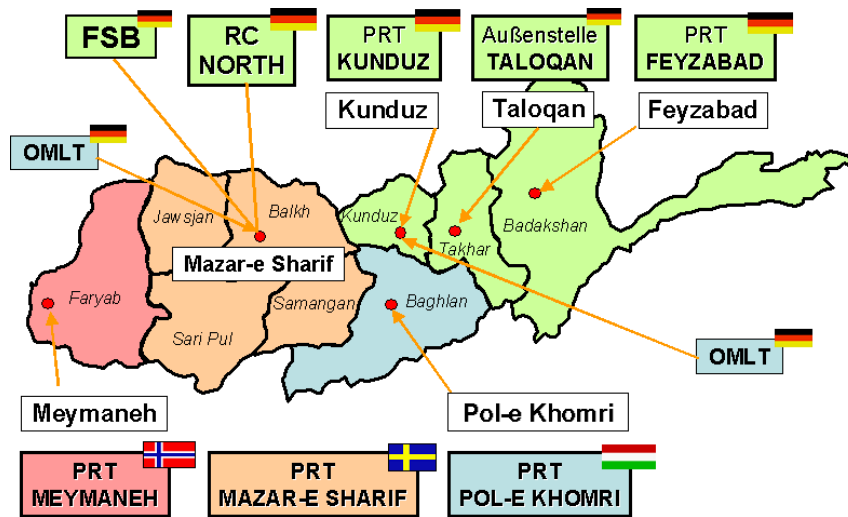 FSB
RC
NORTH
PRT
KUNDUZ
Außenstelle
TALOQAN
PRT
FEYZABAD
Kunduz
Taloqan
Feyzabad
OMLT
Jawsjan
Balkh
Kunduz
Takhar
Badakshan
Mazar-e Sharif
Faryab
Samangan
Baghlan
Sari Pul
OMLT
Meymaneh
Pol-e Khomri
PRT
MEYMANEH
PRT
MAZAR-E SHARIF
PRT
POL-E KHOMRI